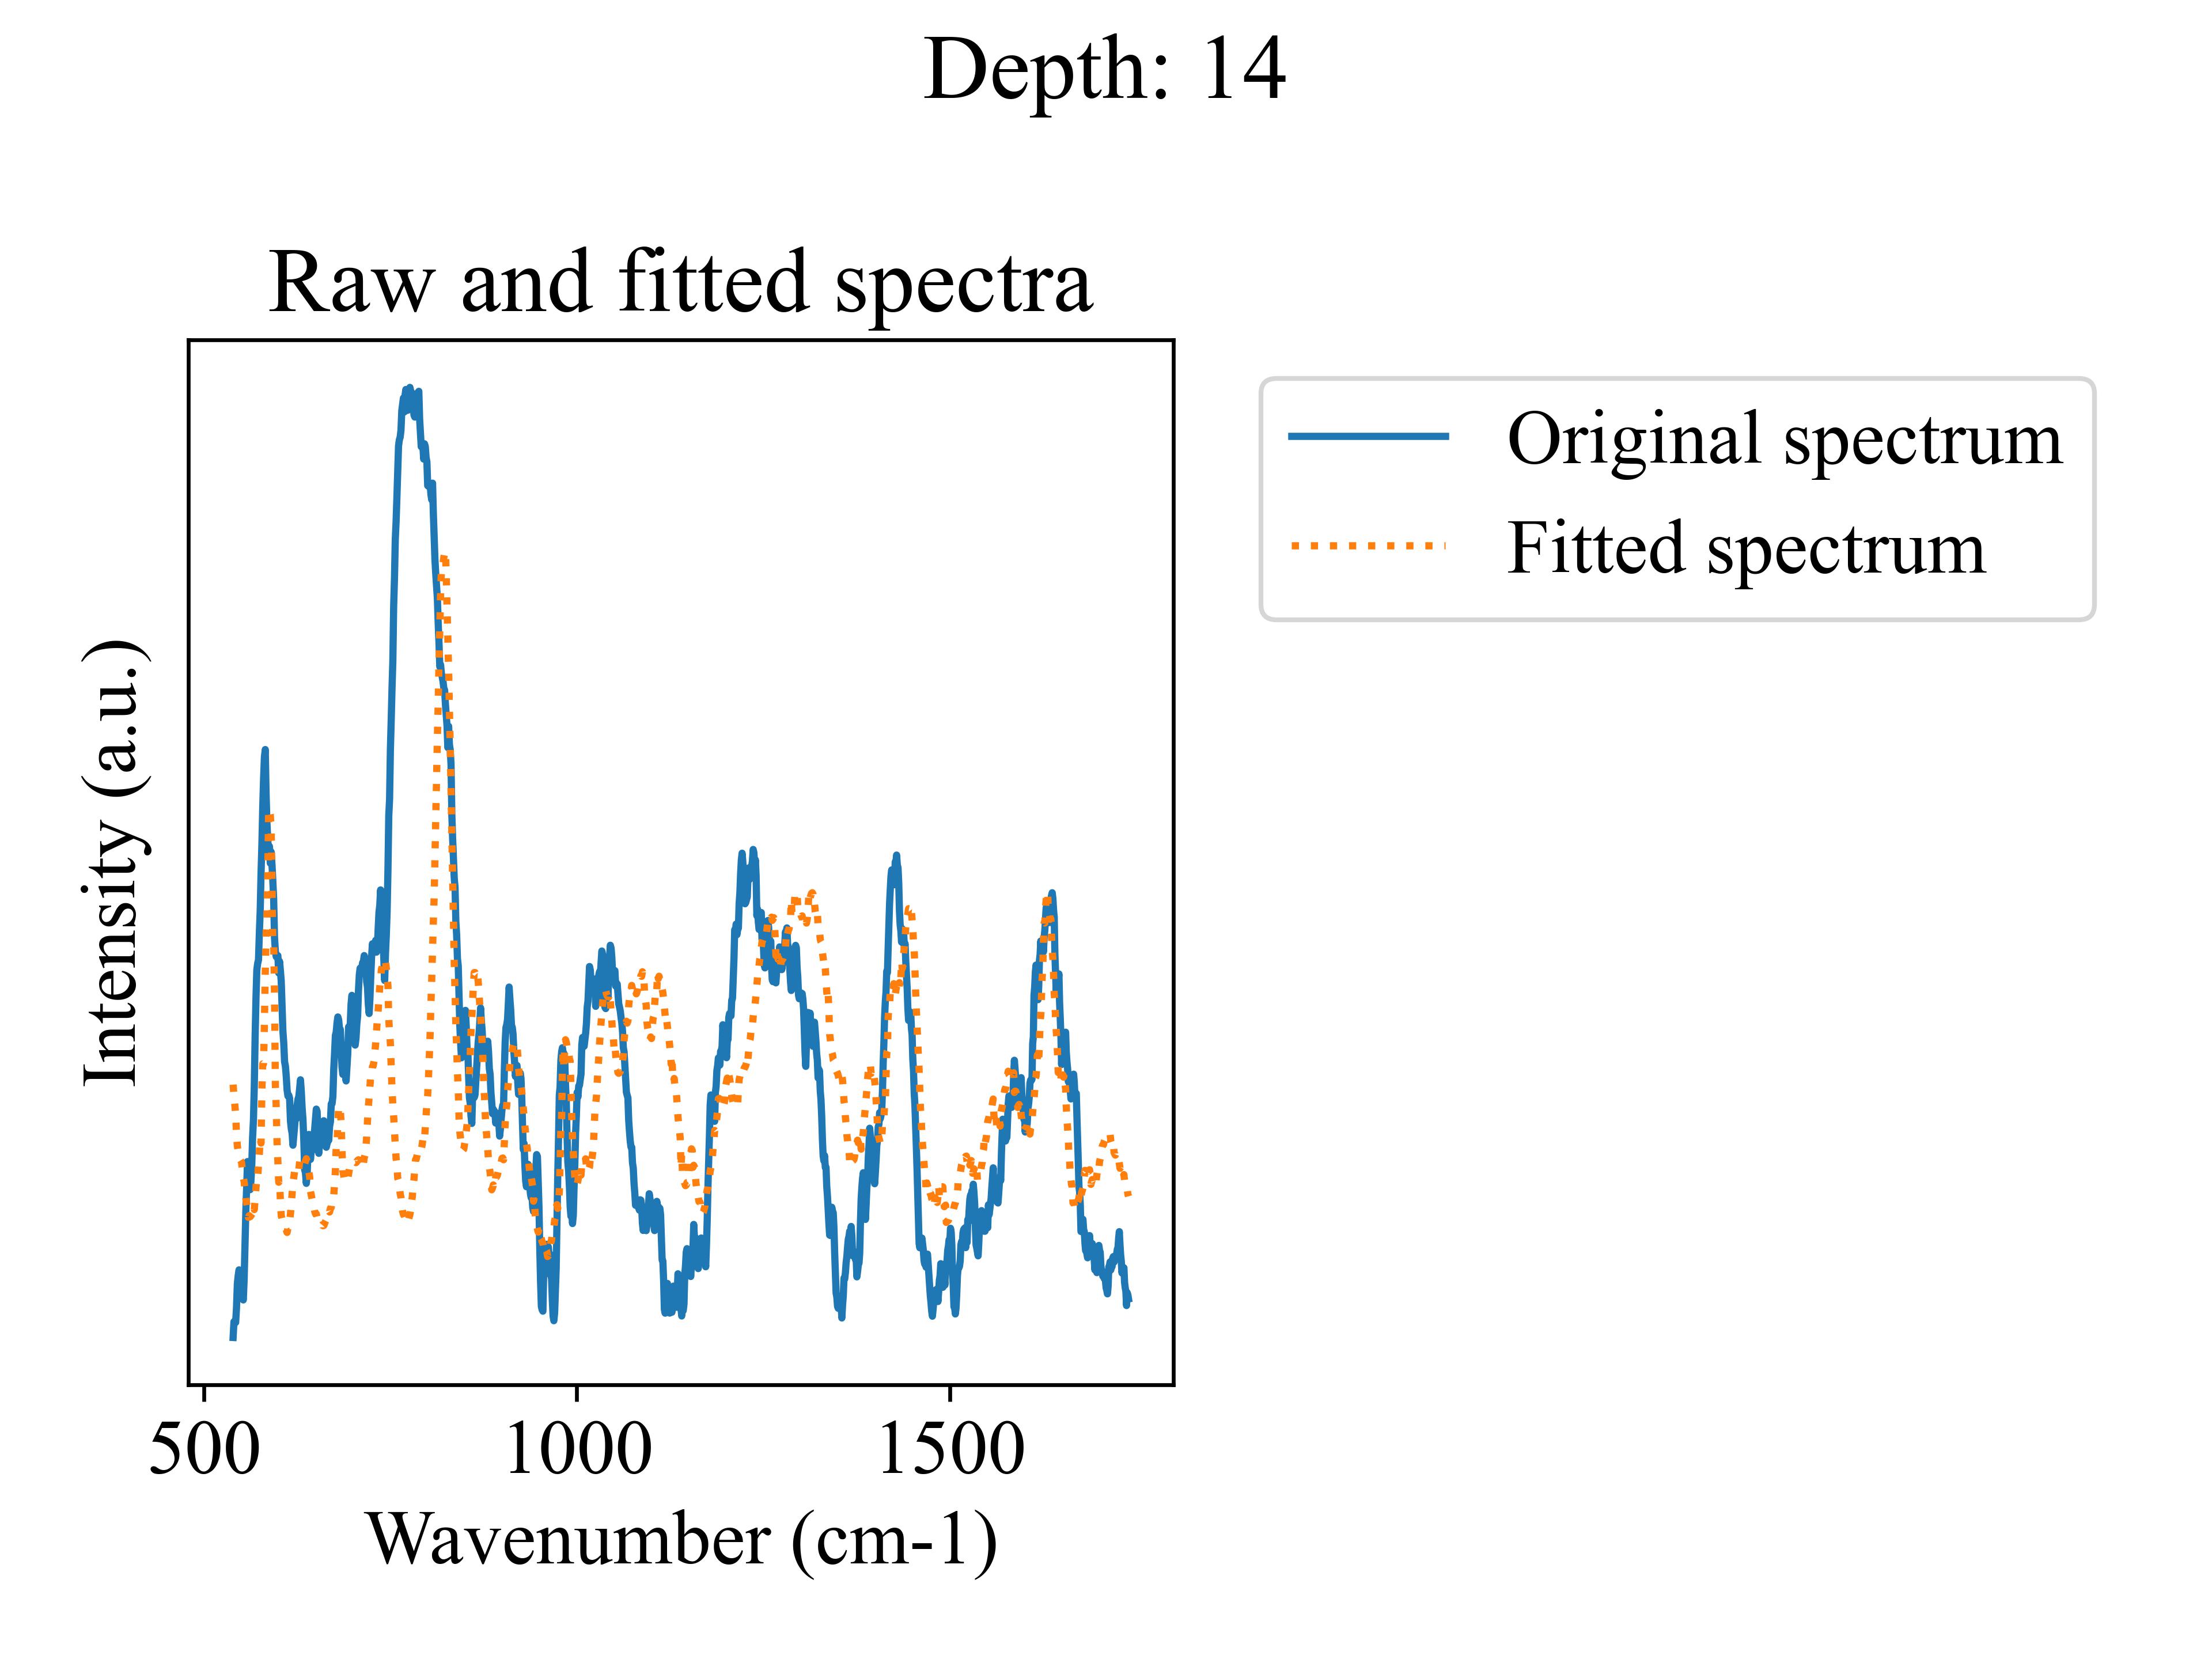 Depth: 14
Raw and fitted spectra
Original spectrum
Fitted spectrum
Intensity (a.u.)
500 1000 1500
Wavenumber (cm-1)